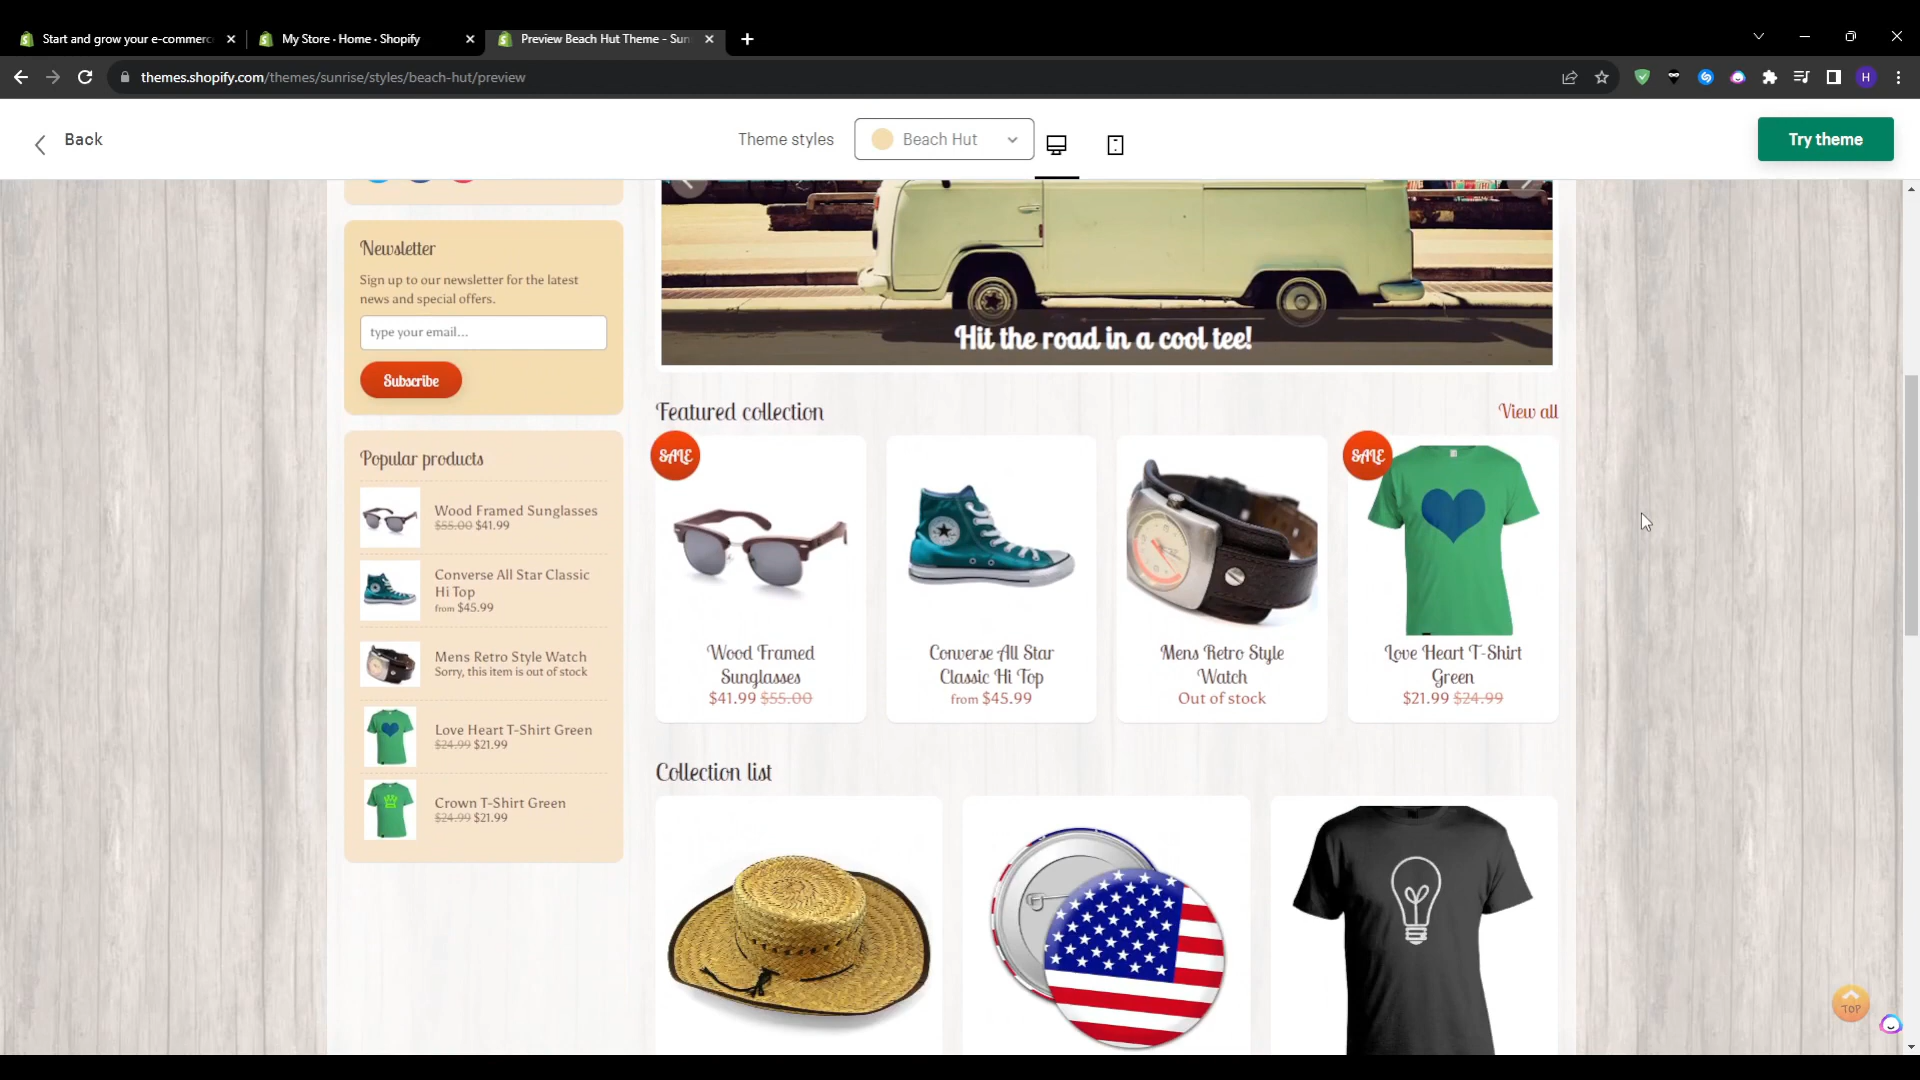 Start and grow your e-commerc
My Store · Home · Shopify
Preview Beach Hut Theme - Sun
themes.shopify.com/themes/sunrise/styles/beach-hut/preview
H
Back
Theme styles
Beach Hut
Try theme
Newsletter
Sign up to our newsletter for the latest
news and special offers.
type your email...
Subscribe
Popular products
Wood Framed Sunglasses
$55.00 $41.99
Converse All Star Classic
Hi Top
from $45.99
Mens Retro Style Watch
Sorry, this item is out of stock
Love Heart T-Shirt Green
$24.99 $21.99
Crown T-Shirt Green
$24.99 $21.99
Hit the road in a cool tee!
Featured collection
View all
SALE
Wood Framed
Sunglasses
$41.99 $55.00
Converse All Star
Classic Hi Top
from $45.99
Mens Retro Style
Watch
Out of stock
SALE
Love Heart T-Shirt
Green
$21.99 $24.99
Collection list
TOP